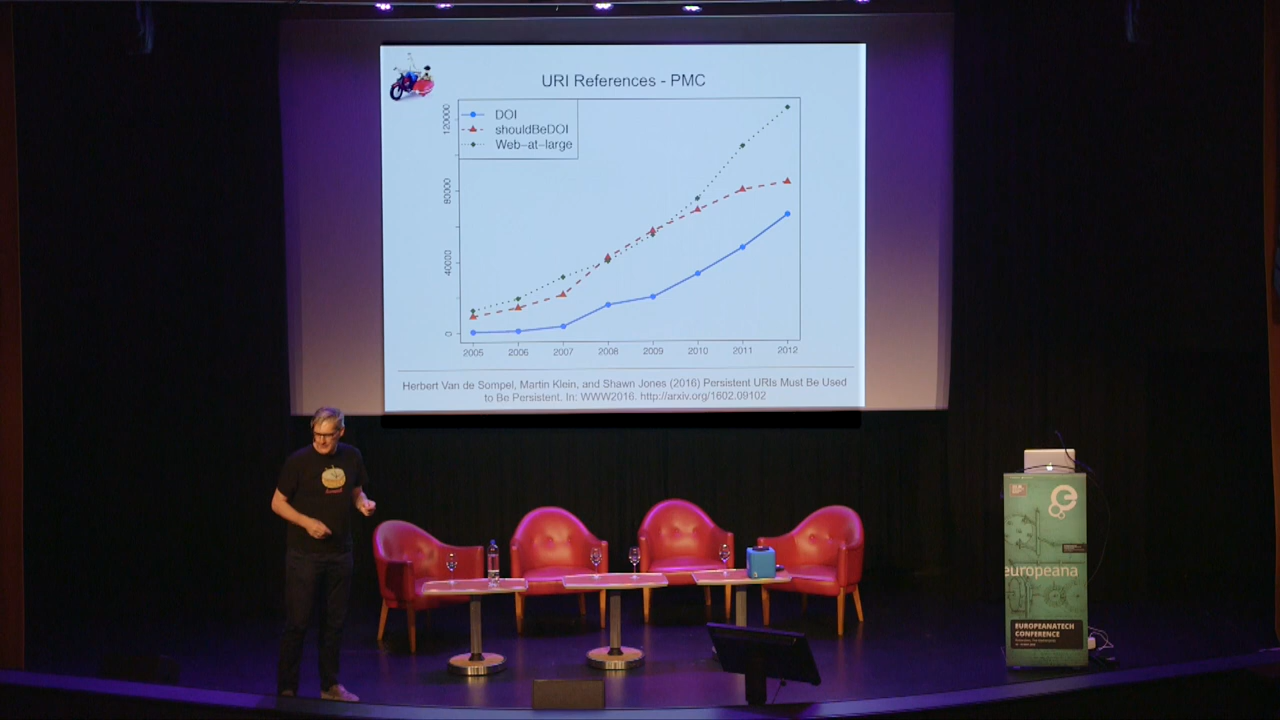 URI References - PMC
DOI
shouldBeDOI
Web-at-large
120000
80000
40000
0
2005 2006 2007 2008 2009 2010 2011 2012
Herbert Van de Sompel, Martin Klein, and Shawn Jones (2016) Persistent URIs Must Be Used
to Be Persistent. In: WWW2016. http://arxiv.org/1602.09102
europeana
EUROPEANATECH
CONFERENCE